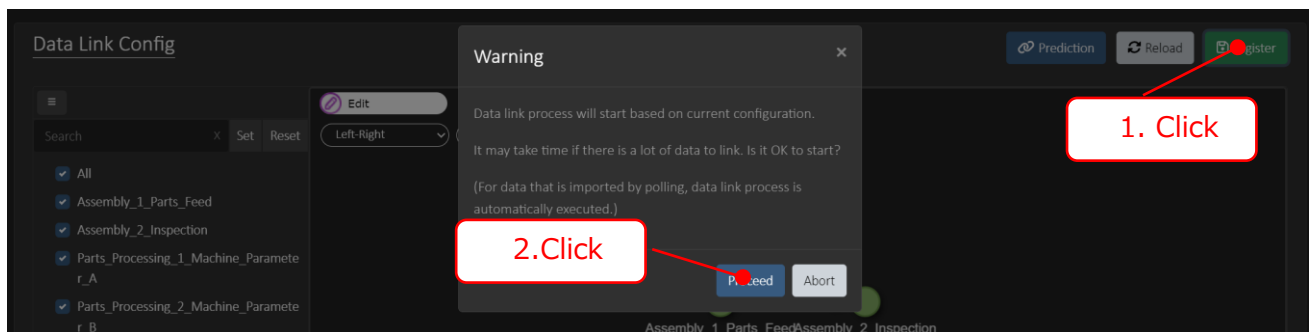 Data Link Config
Prediction
Reload
Register
Warning
×
1. Click
Edit
Left-Right
Search
X
Set
Reset
Data link process will start based on current configuration.
It may take time if there is a lot of data to link. Is it OK to start?
(For data that is imported by polling, data link process is
automatically executed.)
All
Assembly_1_Parts_Feed
Assembly_2_Inspection
Parts_Processing_1_Machine_Paramete
r_A
Parts_Processing_2_Machine_Paramete
r_B
2.Click
Proceed
Abort
Assembly_1_Parts_Feed
Assembly_2_Inspection